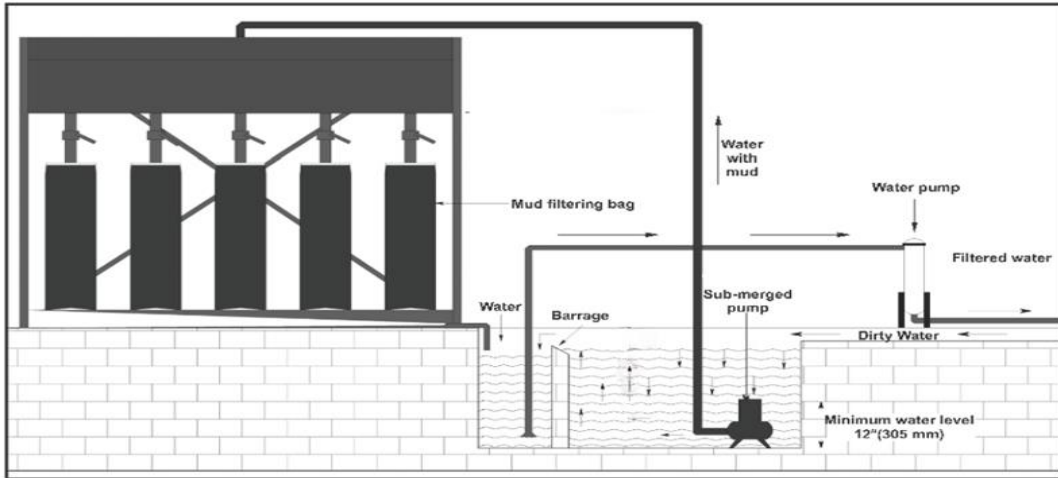 Water
with
mud
Water pump
Mud filtering bag
Filtered water
Water
Barrage
Sub-merged
pump
Dirty Water
Minimum water level
12"(305 mm)